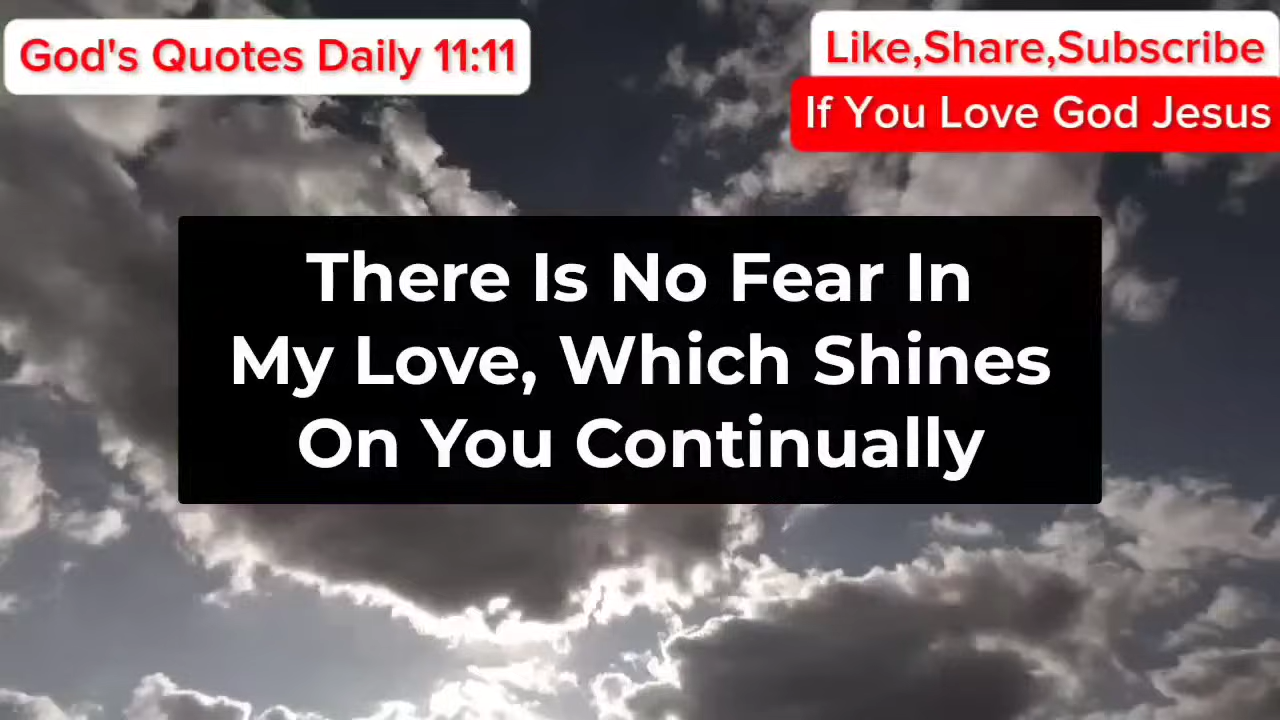 God's Quotes Daily 11:11
Like,Share,Subscribe
If You Love God Jesus
There Is No Fear In
My Love, Which Shines
On You Continually